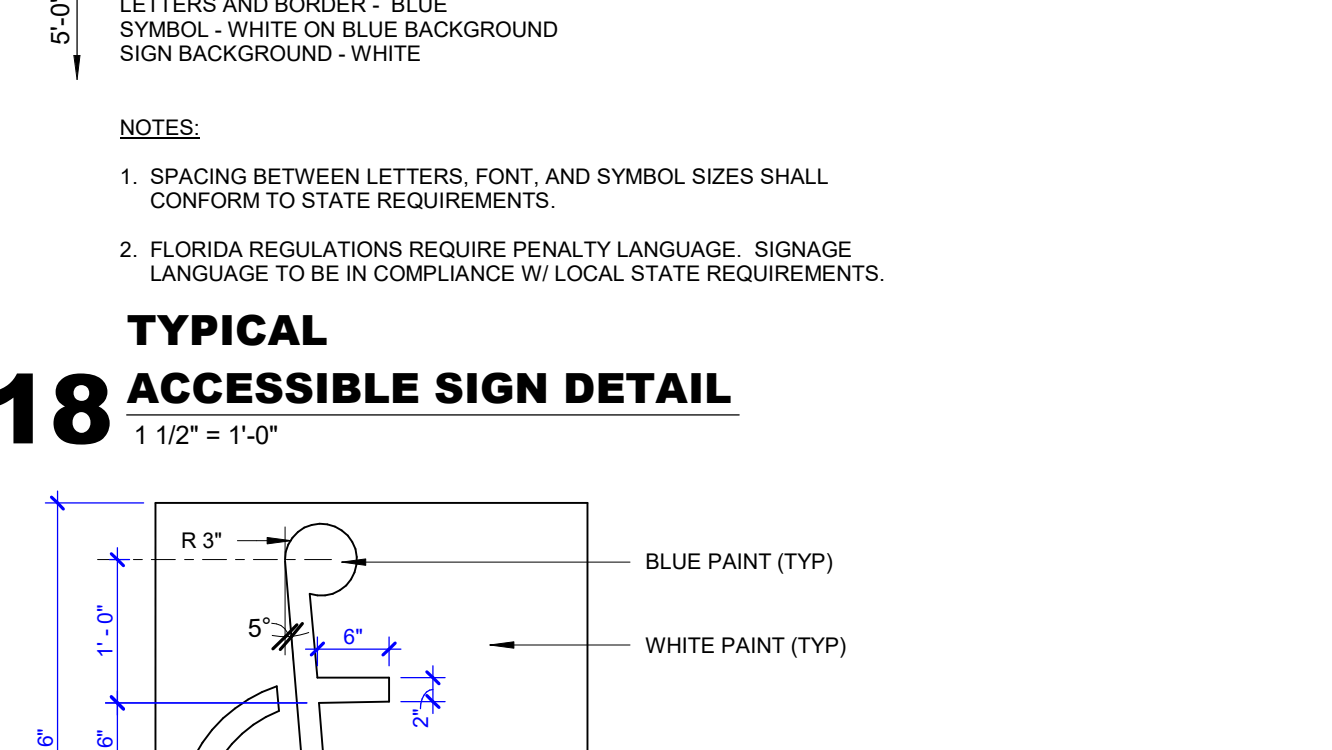 LETTERS AND BORDER - BLUE
SYMBOL - WHITE ON BLUE BACKGROUND
SIGN BACKGROUND - WHITE
5'-0"
NOTES:
1. SPACING BETWEEN LETTERS, FONT, AND SYMBOL SIZES SHALL
CONFORM TO STATE REQUIREMENTS.
2. FLORIDA REGULATIONS REQUIRE PENALTY LANGUAGE. SIGNAGE
LANGUAGE TO BE IN COMPLIANCE W/ LOCAL STATE REQUIREMENTS.
TYPICAL
18 ACCESSIBLE SIGN DETAIL
1 1/2" = 1'-0"
R 3"
BLUE PAINT (TYP)
1' - 0"
5°
6"
WHITE PAINT (TYP)
2"
6"
6"